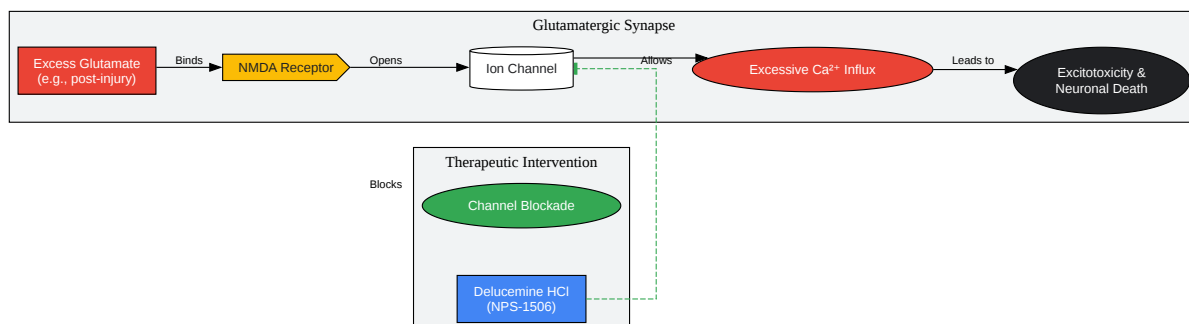 Glutamatergic Synapse
Excess Glutamate
(e.g., post-injury)
Binds
NMDA Receptor
Opens
Ion Channel
Allows
Excessive Ca²⁺ Influx
Leads to
Excitotoxicity &
Neuronal Death
Therapeutic Intervention
Blocks
Channel Blockade
Delucemine HCl
(NPS-1506)